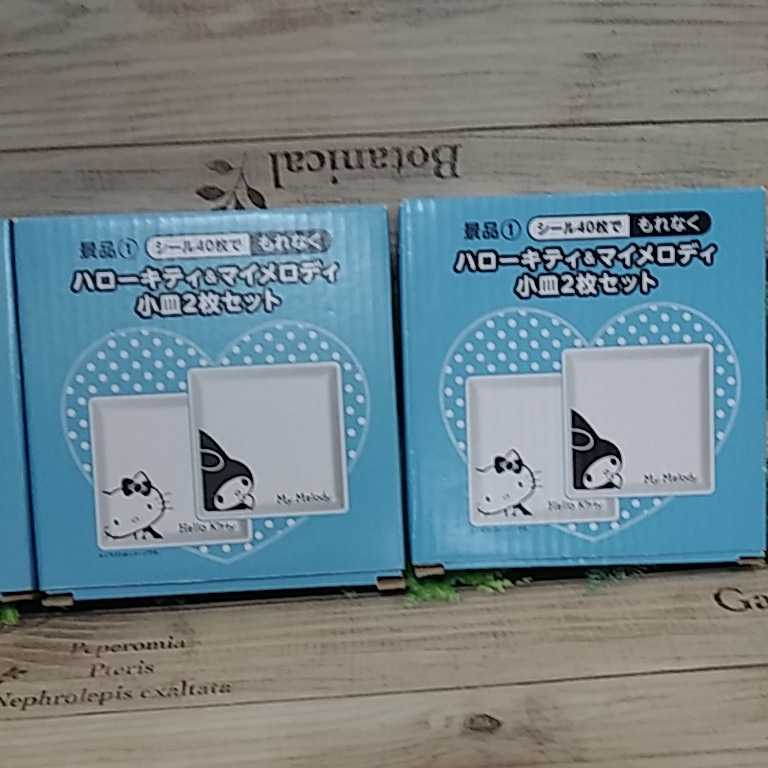 Botanical
景品① シール40枚で もれなく
ハローキティ&マイメロディ
小皿2枚セット
Hello Kitty
My Melody
景品① シール40枚で もれなく
ハローキティ&マイメロディ
小皿2枚セット
Hello Kitty
My Melody
Ga
Peperomia
Pteris
Nephrolepis exaltata